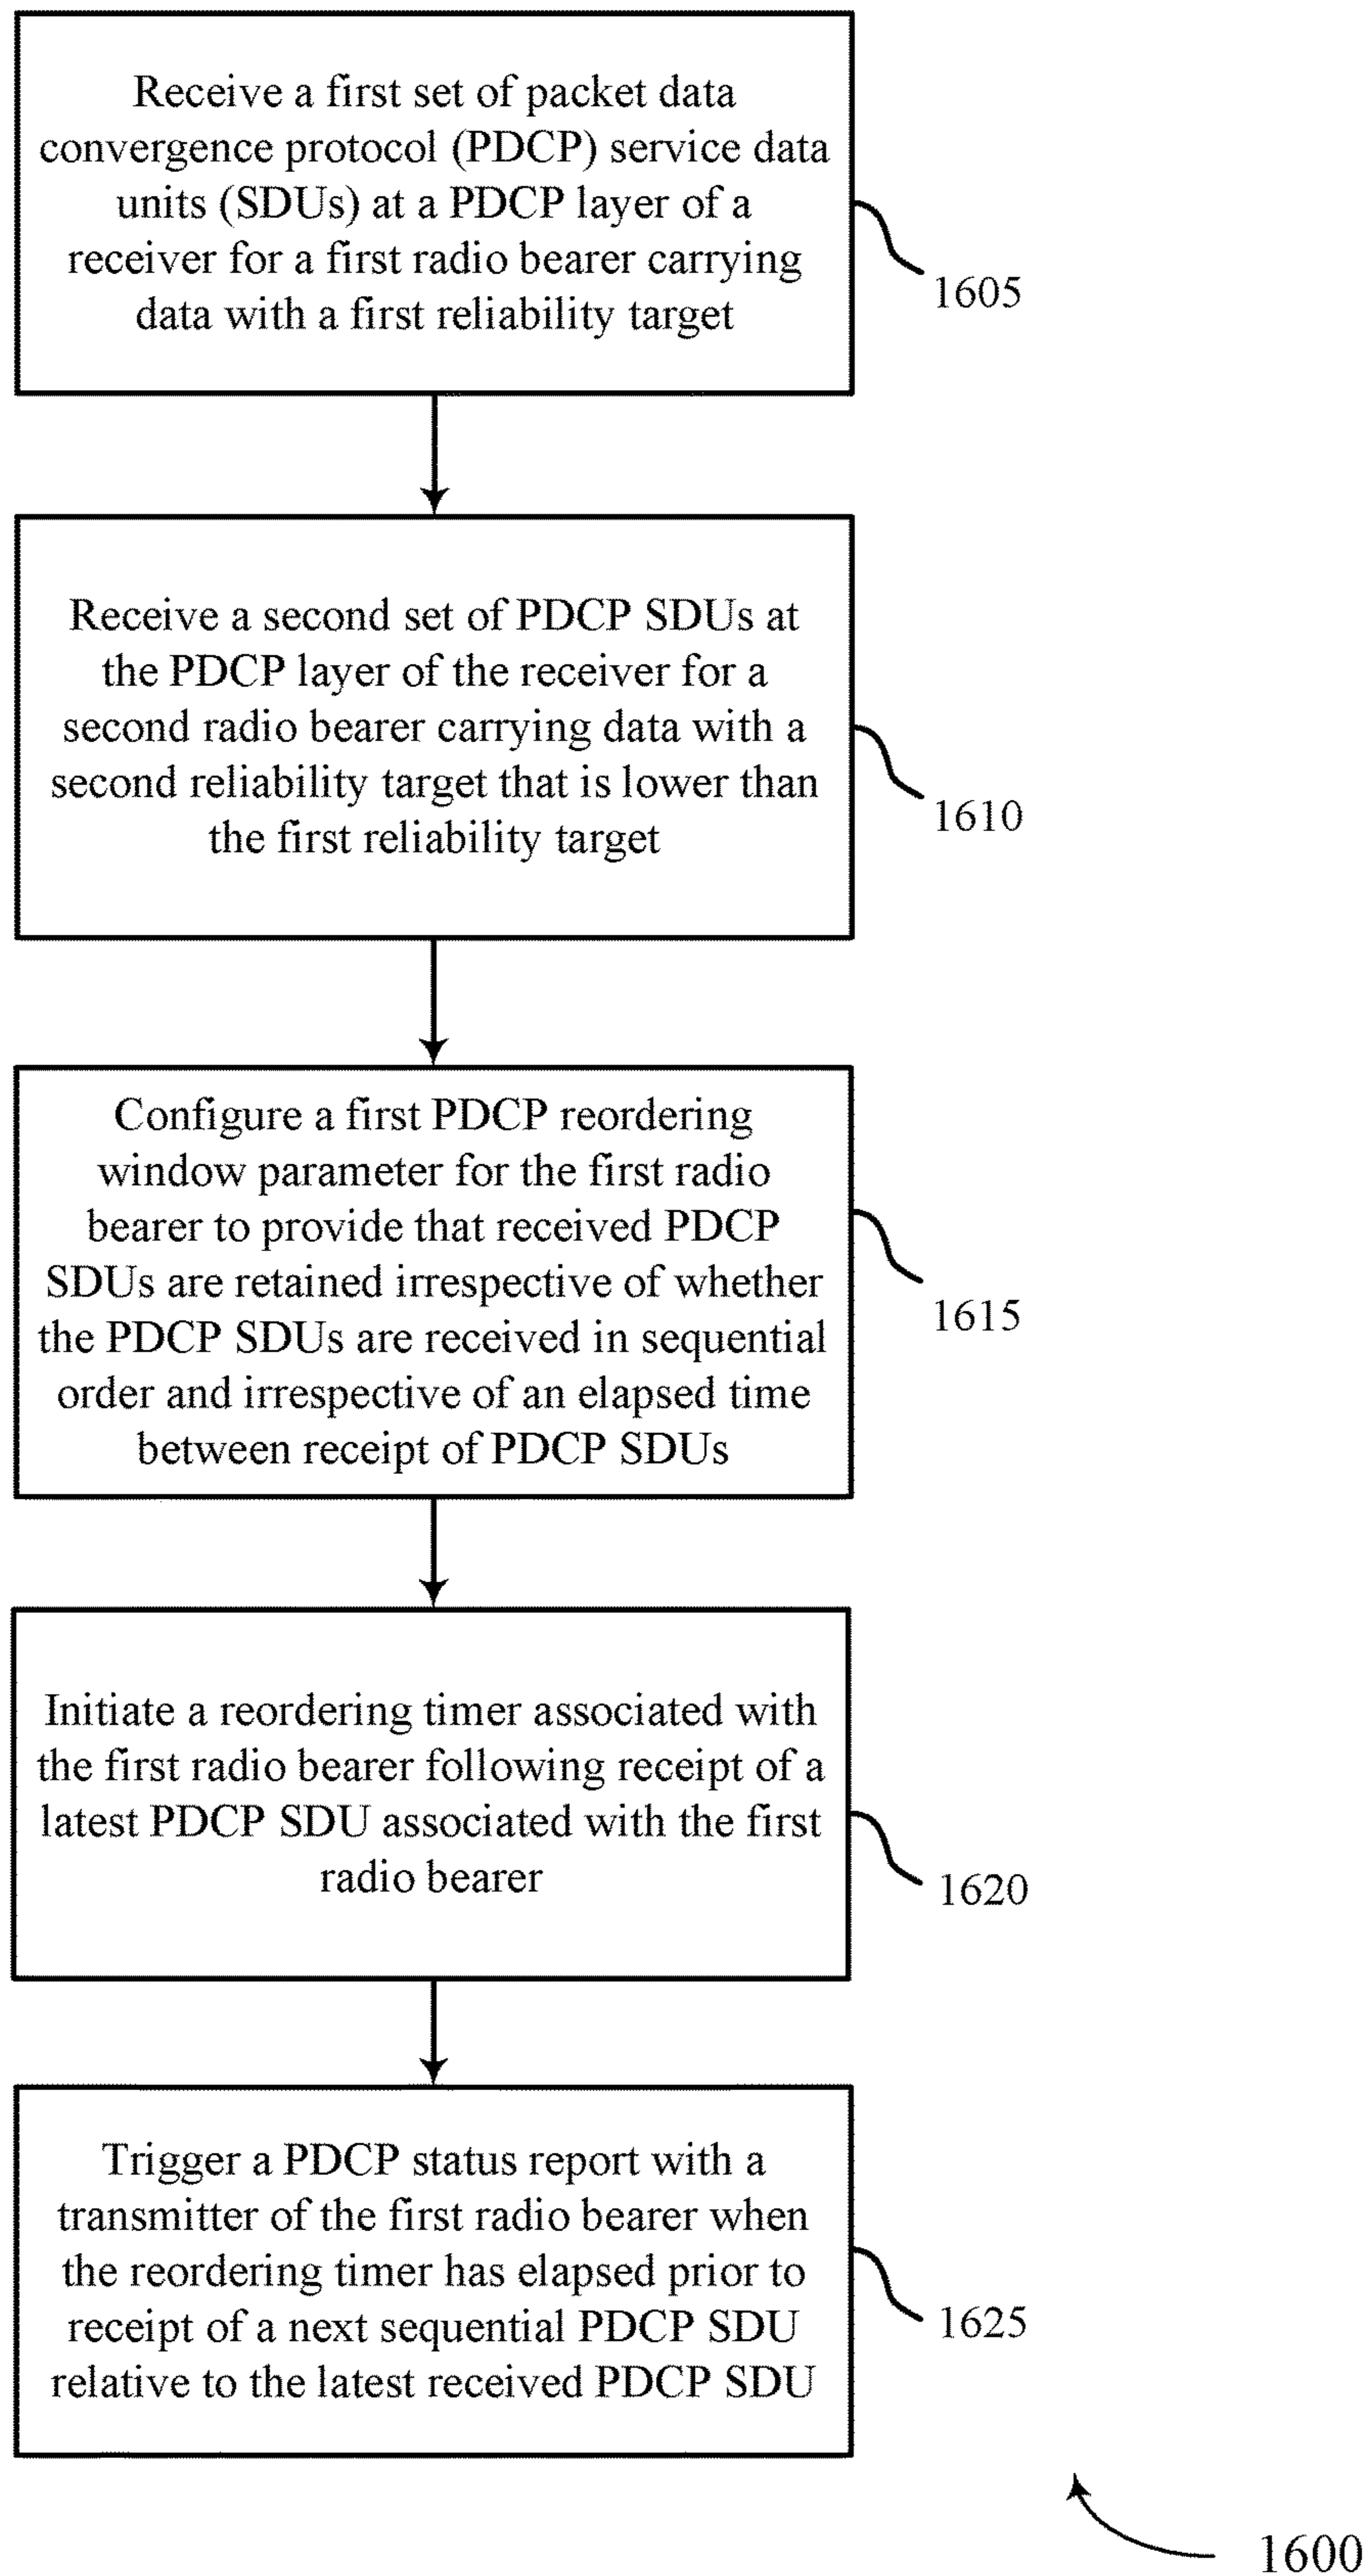 Receive a first set of packet data
convergence protocol (PDCP) service data
units (SDUs) at a PDCP layer of a
receiver for a first radio bearer carrying
data with a first reliability target
1605
Receive a second set of PDCP SDUs at
the PDCP layer of the receiver for a
second radio bearer carrying data with a
second reliability target that is lower than
the first reliability target
1610
Configure a first PDCP reordering
window parameter for the first radio
bearer to provide that received PDCP
SDUs are retained irrespective of whether
the PDCP SDUs are received in sequential
order and irrespective of an elapsed time
between receipt of PDCP SDUs
1615
Initiate a reordering timer associated with
the first radio bearer following receipt of a
latest PDCP SDU associated with the first
radio bearer
1620
Trigger a PDCP status report with a
transmitter of the first radio bearer when
the reordering timer has elapsed prior to
receipt of a next sequential PDCP SDU
relative to the latest received PDCP SDU
1625
1600